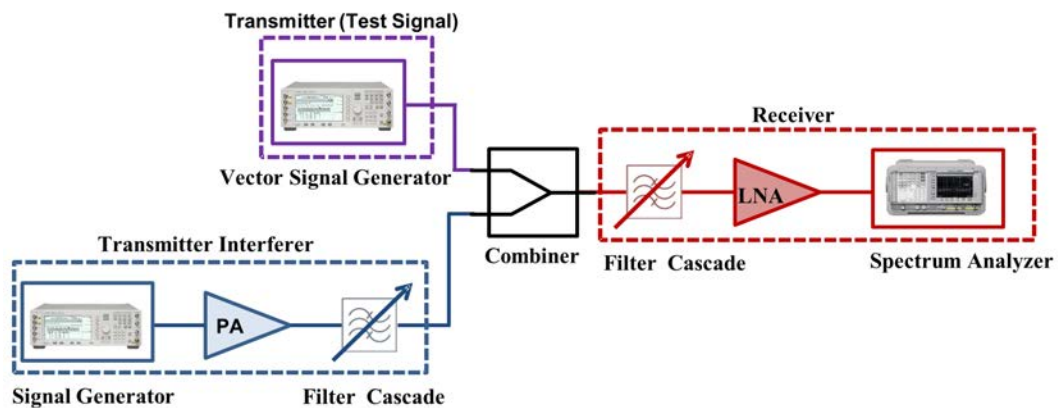 Transmitter (Test Signal)
Vector Signal Generator
Receiver
LNA
Combiner
Filter Cascade
Spectrum Analyzer
Transmitter Interferer
PA
Signal Generator
Filter Cascade